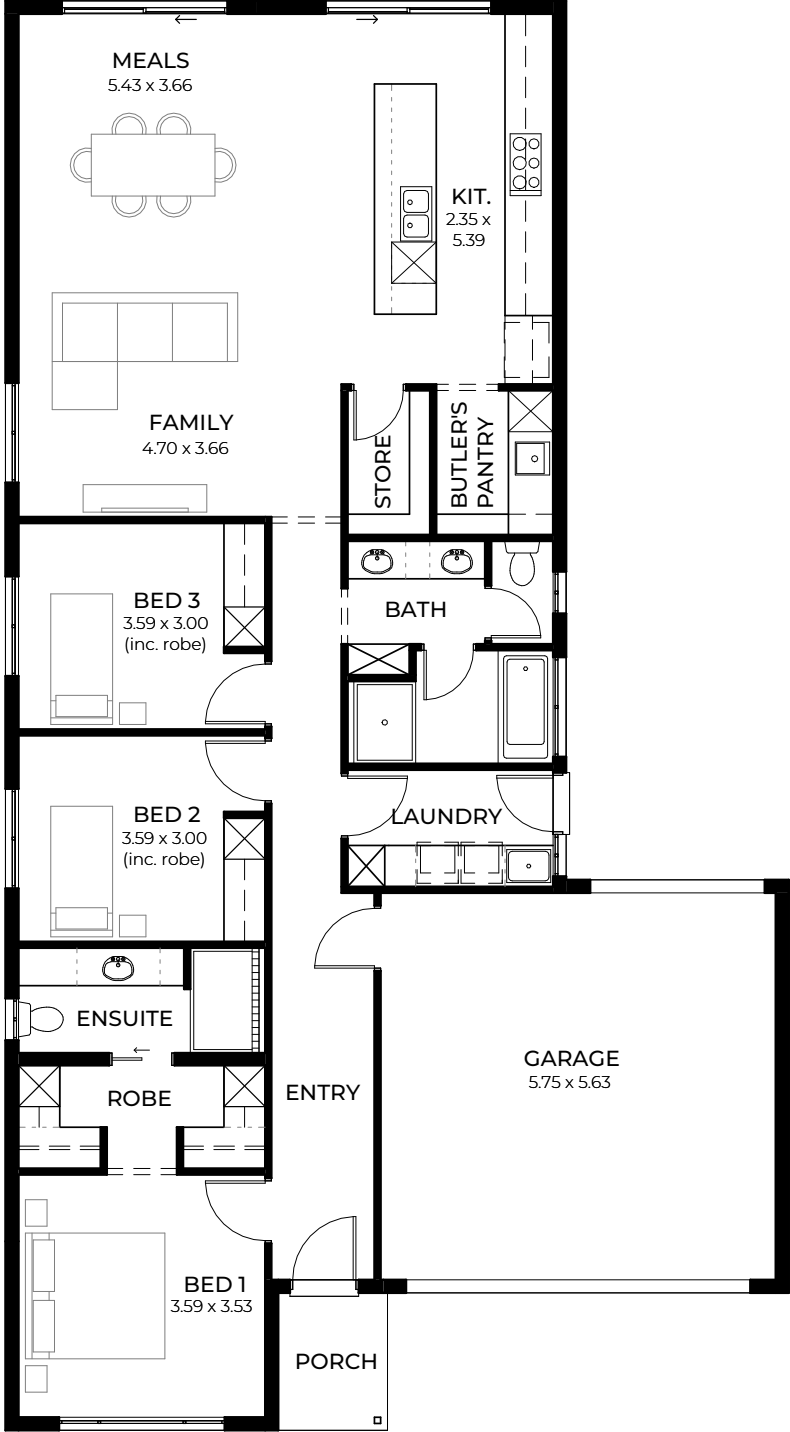 MEALS
5.43 x 3.66
KIT.
2.35 x
5.39
FAMILY
4.70 x 3.66
STORE
BUTLER'S
PANTRY
BED 3
3.59 x 3.00
(inc. robe)
BATH
BED 2
3.59 x 3.00
(inc. robe)
LAUNDRY
ENSUITE
ROBE
ENTRY
GARAGE
5.75 x 5.63
BED 1
3.59 x 3.53
PORCH